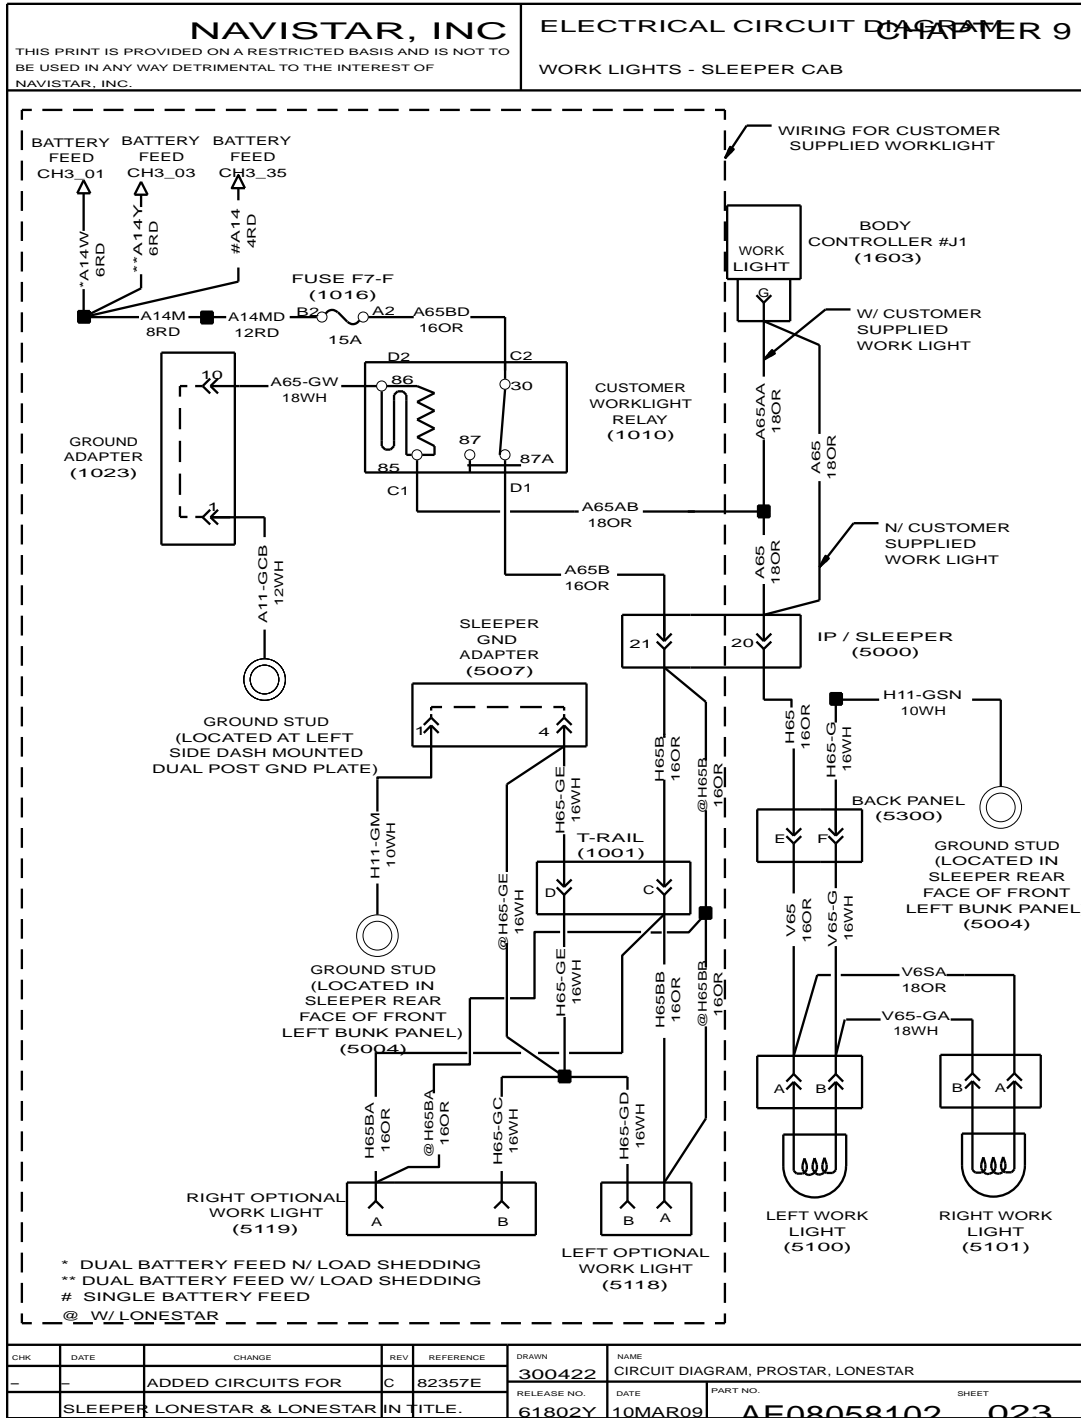 NAVISTAR, INC
THIS PRINT IS PROVIDED ON A RESTRICTED BASIS AND IS NOT TO
BE USED IN ANY WAY DETRIMENTAL TO THE INTEREST OF
NAVISTAR, INC.
ELECTRICAL CIRCUIT DIAGRAM
CHAPTER 9
WORK LIGHTS - SLEEPER CAB
BATTERY
FEED
CH3_01
BATTERY
FEED
CH3_03
BATTERY
FEED
CH3_35
WIRING FOR CUSTOMER
SUPPLIED WORKLIGHT
*A14W
6RD
**A14Y
6RD
#A14
4RD
WORK
LIGHT
G
BODY
CONTROLLER #J1
(1603)
FUSE F7-F
(1016)
A14M
8RD
A14MD
12RD
B2
A2
15A
A65BD
16OR
W/ CUSTOMER
SUPPLIED
WORK LIGHT
D2
C2
10
A65-GW
18WH
86
30
87
87A
85
C1
D1
CUSTOMER
WORKLIGHT
RELAY
(1010)
A65AA
18OR
A65
18OR
GROUND
ADAPTER
(1023)
1
A65AB
18OR
A11-GCB
12WH
A65B
16OR
A65
18OR
N/ CUSTOMER
SUPPLIED
WORK LIGHT
SLEEPER
GND
ADAPTER
(5007)
21
20
IP / SLEEPER
(5000)
GROUND STUD
(LOCATED AT LEFT
SIDE DASH MOUNTED
DUAL POST GND PLATE)
1
4
H65B
16OR
@H65B
16OR
H65
16OR
H65-G
16WH
H11-GSN
10WH
H11-GM
10WH
H65-GE
16WH
BACK PANEL
(5300)
E
F
T-RAIL
(1001)
D
C
GROUND STUD
(LOCATED IN
SLEEPER REAR
FACE OF FRONT
LEFT BUNK PANEL
(5004)
@H65-GE
16WH
V65
16OR
V65-G
16WH
GROUND STUD
(LOCATED IN
SLEEPER REAR
FACE OF FRONT
LEFT BUNK PANEL)
(5004)
H65-GE
16WH
H65BB
16OR
@H65BB
16OR
V6SA
18OR
V65-GA
18WH
A
B
B
A
H65BA
16OR
@H65BA
16OR
H65-GC
16WH
H65-GD
16WH
RIGHT OPTIONAL
WORK LIGHT
(5119)
A
B
B
A
LEFT OPTIONAL
WORK LIGHT
(5118)
LEFT WORK
LIGHT
(5100)
RIGHT WORK
LIGHT
(5101)
* DUAL BATTERY FEED N/ LOAD SHEDDING
** DUAL BATTERY FEED W/ LOAD SHEDDING
# SINGLE BATTERY FEED
@ W/ LONESTAR
CHK DATE CHANGE REV REFERENCE
– – ADDED CIRCUITS FOR C 82357E
SLEEPER LONESTAR & LONESTAR IN TITLE.
DRAWN
300422
NAME
CIRCUIT DIAGRAM, PROSTAR, LONESTAR
RELEASE NO.
61802Y
DATE
10MAR09
PART NO.
AE08058102
SHEET
023